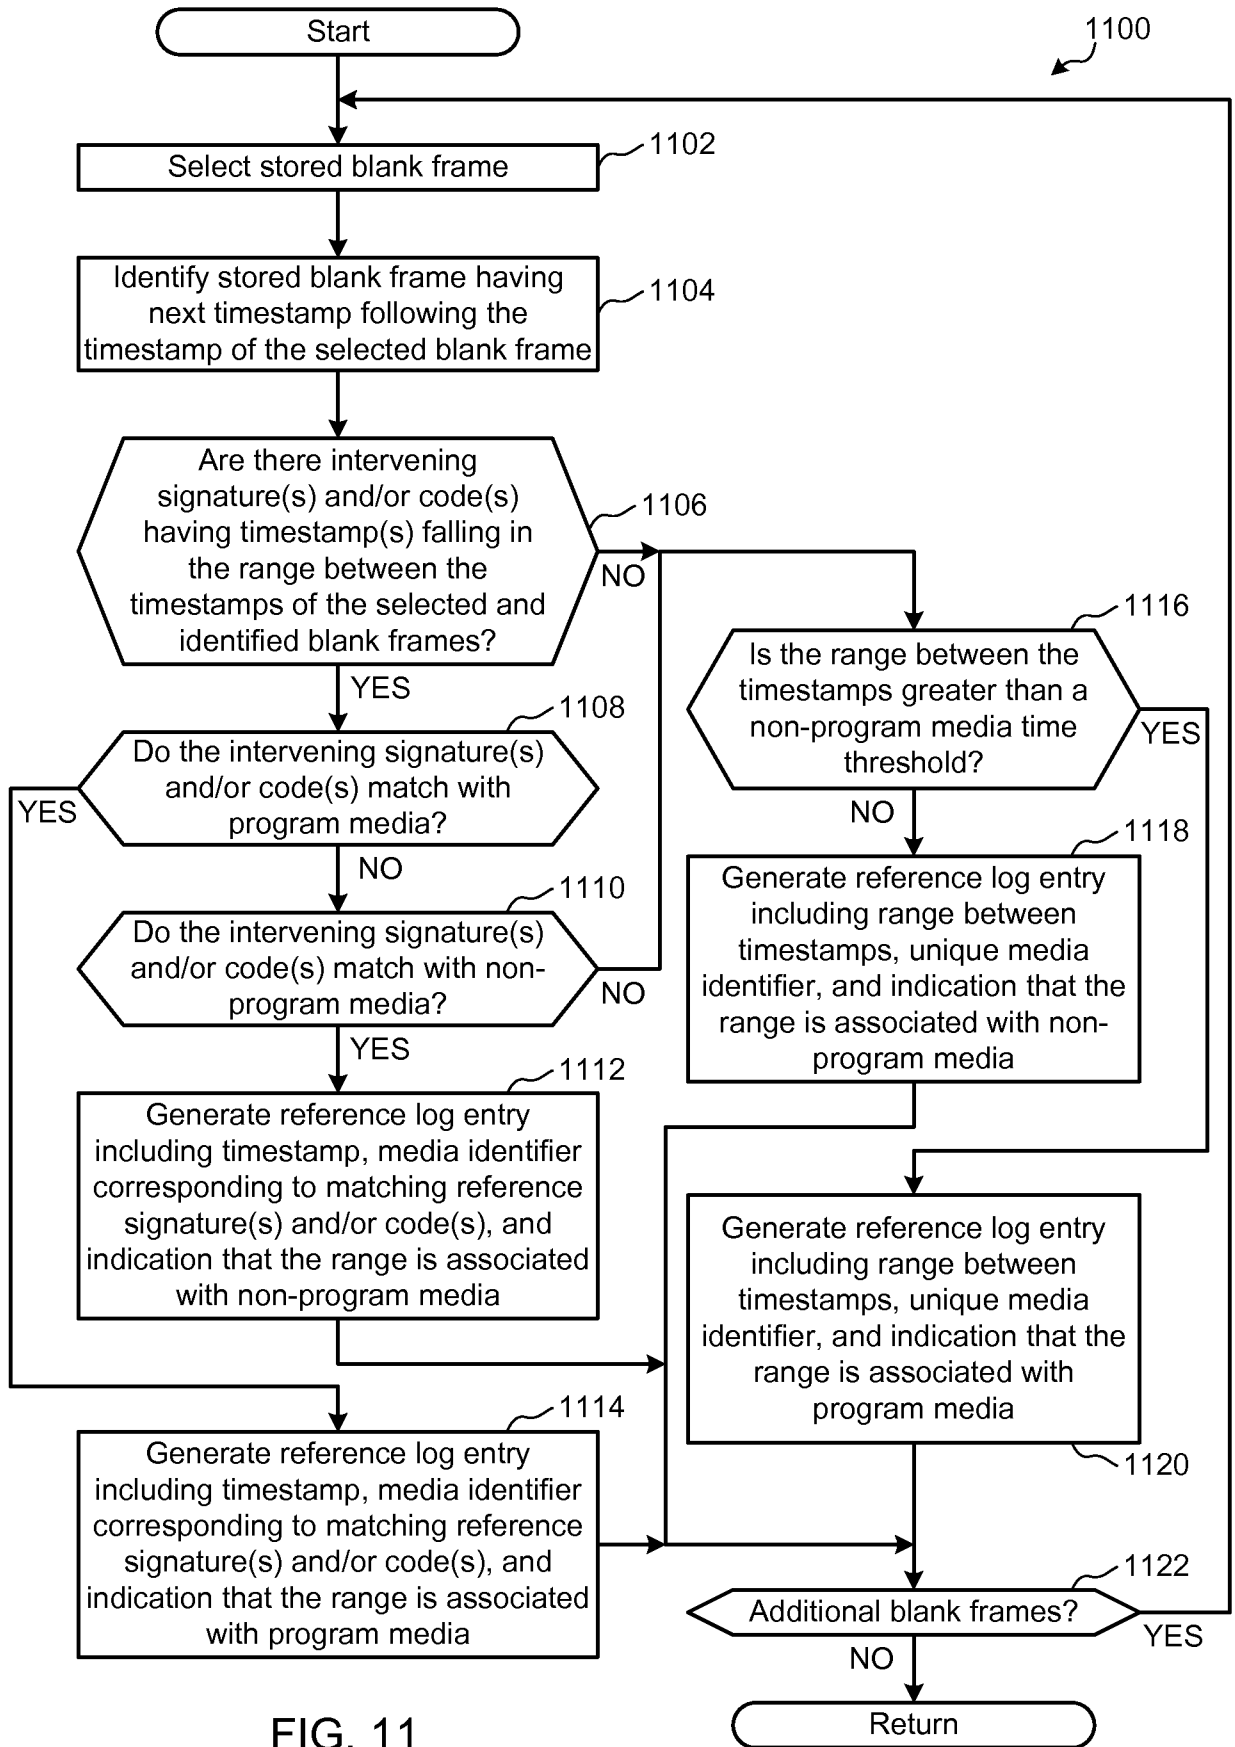 Start
1100
1102
Select stored blank frame
Identify stored blank frame having
next timestamp following the
timestamp of the selected blank frame
1104
Are there intervening
signature(s) and/or code(s)
having timestamp(s) falling in
the range between the
timestamps of the selected and
identified blank frames?
1106
NO
YES
1108
Do the intervening signature(s)
and/or code(s) match with
program media?
YES
NO
1110
Do the intervening signature(s)
and/or code(s) match with non-
program media?
NO
YES
1112
Generate reference log entry
including timestamp, media identifier
corresponding to matching reference
signature(s) and/or code(s), and
indication that the range is associated
with non-program media
1114
Generate reference log entry
including timestamp, media identifier
corresponding to matching reference
signature(s) and/or code(s), and
indication that the range is associated
with program media
1116
Is the range between the
timestamps greater than a
non-program media time
threshold?
YES
NO
1118
Generate reference log entry
including range between
timestamps, unique media
identifier, and indication that the
range is associated with non-
program media
Generate reference log entry
including range between
timestamps, unique media
identifier, and indication that the
range is associated with
program media
1120
1122
Additional blank frames?
YES
NO
Return
FIG. 11